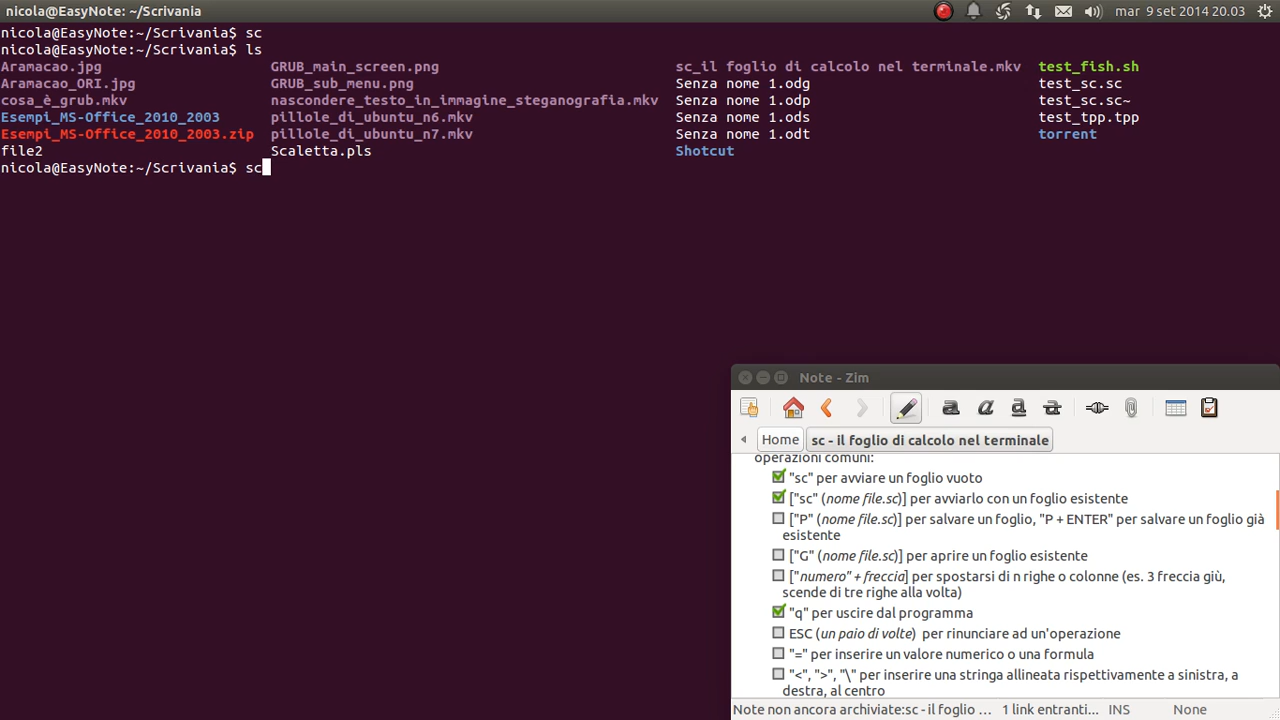 nicola@EasyNote: ~/Scrivania
mar 9 set 2014 20.03
nicola@EasyNote:~/Scrivania$ sc
nicola@EasyNote:~/Scrivania$ ls
Aramacao.jpg GRUB_main_screen.png sc_il foglio di calcolo nel terminale.mkv test_fish.sh
Aramacao_ORI.jpg GRUB_sub_menu.png Senza nome 1.odg test_sc.sc
cosa_è_grub.mkv nascondere_testo_in_immagine_steganografia.mkv Senza nome 1.odp test_sc.sc~
Esempi_MS-Office_2010_2003 pillole_di_ubuntu_n6.mkv Senza nome 1.ods test_tpp.tpp
Esempi_MS-Office_2010_2003.zip pillole_di_ubuntu_n7.mkv Senza nome 1.odt torrent
file2 Scaletta.pls Shotcut
nicola@EasyNote:~/Scrivania$ sc
Note - Zim
Home sc - il foglio di calcolo nel terminale
operazioni comuni:
"sc" per avviare un foglio vuoto
["sc" (nome file.sc)] per avviarlo con un foglio esistente
["P" (nome file.sc)] per salvare un foglio, "P + ENTER" per salvare un foglio già
esistente
["G" (nome file.sc)] per aprire un foglio esistente
["numero" + freccia] per spostarsi di n righe o colonne (es. 3 freccia giù,
scende di tre righe alla volta)
"q" per uscire dal programma
ESC (un paio di volte) per rinunciare ad un'operazione
"=" per inserire un valore numerico o una formula
"<", ">", "\" per inserire una stringa allineata rispettivamente a sinistra, a
destra, al centro
Note non ancora archiviate:sc - il foglio ... 1 link entranti... INS None